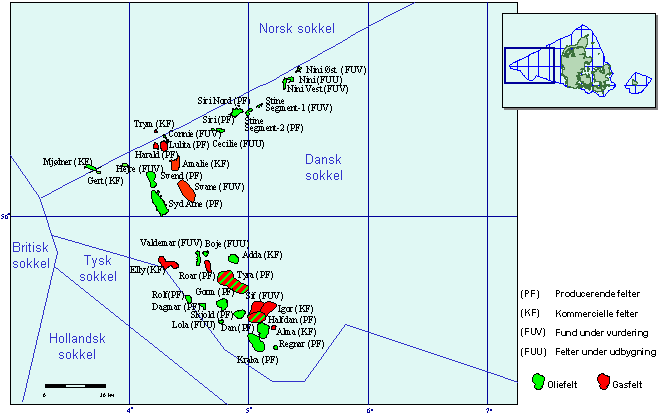 Norsk sokkel
Nini Øst (FUV)
Nini (FUU)
Nini Vest (FUV)
Siri Nord (PF)
Stine
Segment-1 (FUV)
Siri (PF)
Stine
Segment-2 (PF)
Trym (KF)
Connie (FUV)
Cecilie (FUU)
Lulita (PF)
Harald (PF)
Dansk
sokkel
Mjølner (KF)
Amalie (KF)
Hejre (FUV)
Svend (PF)
Gert (KF)
Svane (FUV)
Syd Arne (PF)
56°
Valdemar (FUV)
Boje (FUU)
Britisk
sokkel
Tysk
sokkel
Adda (KF)
Elly (KF)
Roar (PF)
Tyra (PF)
Rolf (PF)
Gorm (PF)
Sif (FUV)
Dagmar (PF)
Skjold (PF)
Igor (KF)
Halfdan (PF)
Lola (FUU)
Dan (PF)
Alma (KF)
Hollandsk
sokkel
Regnar (PF)
Kraka (PF)
4°
5°
6°
7°
(PF) Producerende felter
(KF) Kommercielle felter
(FUV) Fund under vurdering
(FUU) Felter under udbygning
Oliefelt
Gasfelt